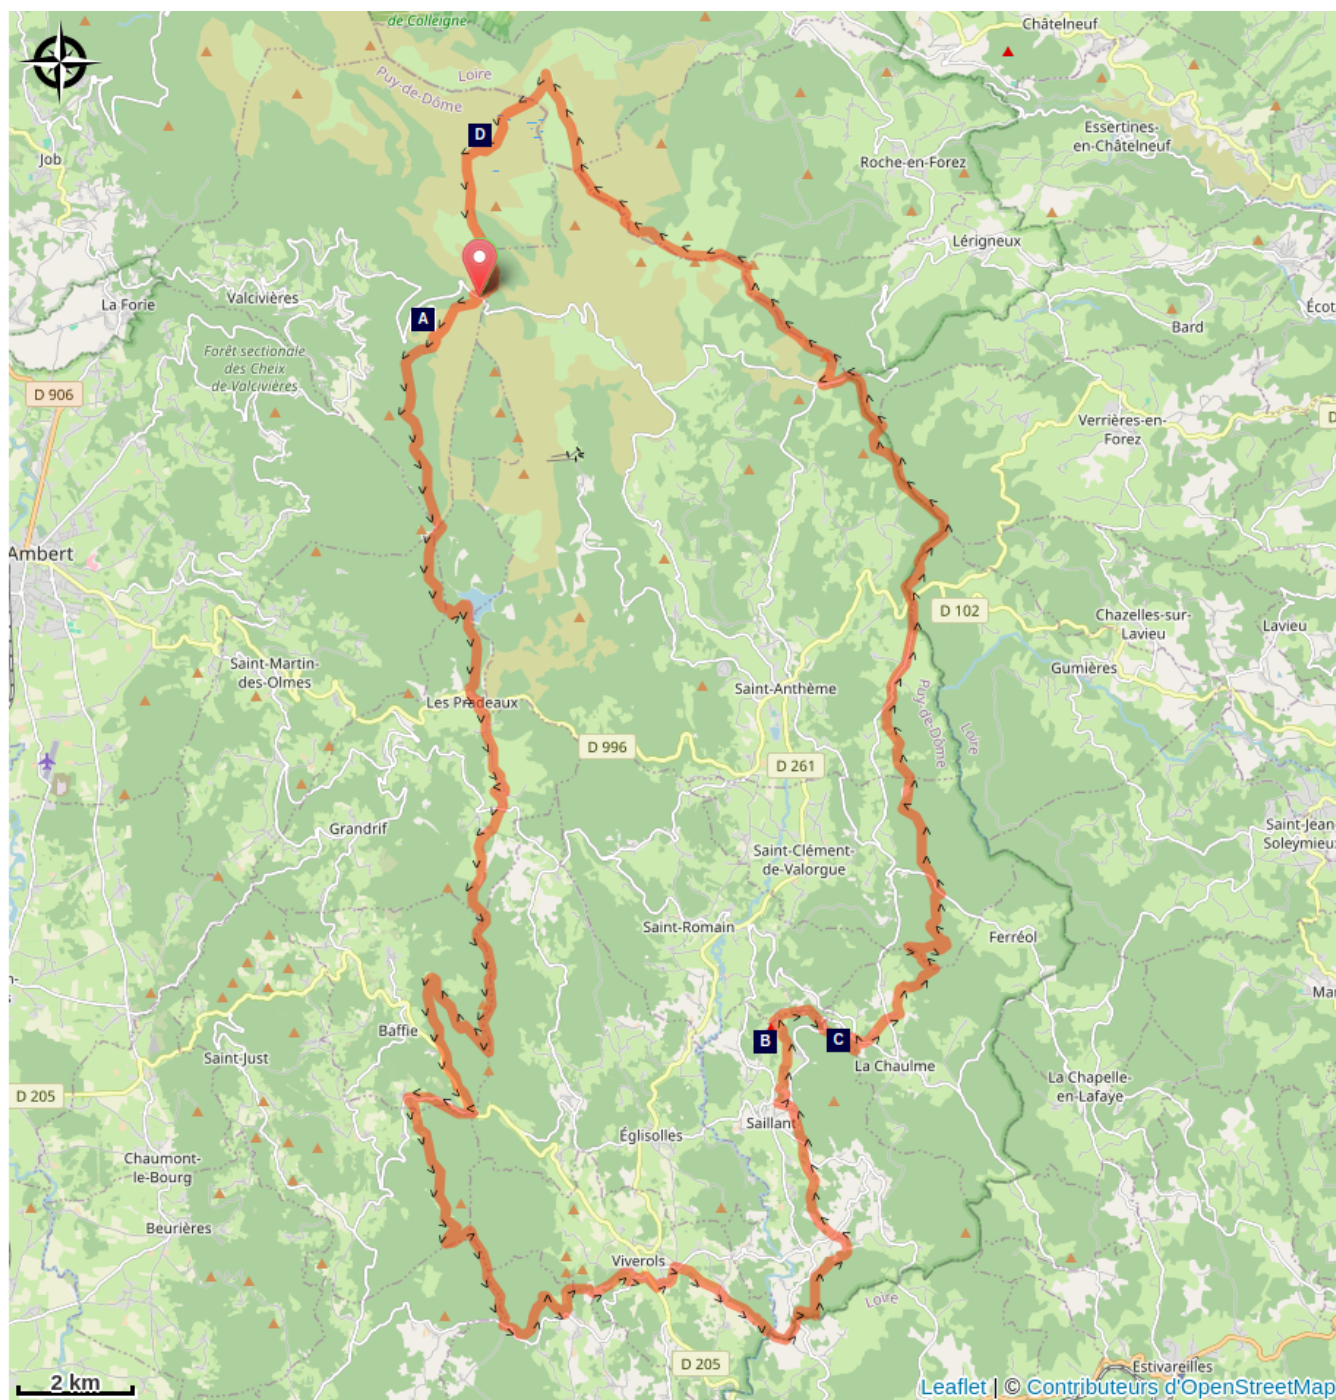 de Colleigne
Châtelneuf
Loire
Puy-de-Dôme
D
Essertines-
en-Châtelneuf
Job
Roche-en-Forez
Lérigneux
Valcivières
La Forie
A
Écot
Bard
Forêt sectionale
des Cheix
de Valcivières
D 906
Verrières-en-
Forez
D
Ambert
D 102
Chazelles-sur-
Lavieu
Lavieu
Saint-Martin-
des-Olmes
Gumières
Saint-Anthème
Les Pradeaux
Puy-de-Dôme
Loire
D 996
D 261
Grandrif
Saint-Jean-
Soleymieux
Saint-Clément-
de-Valorgue
Saint-Romain
Ferréol
n-
s
Mar
Baffie
B
C
Saint-Just
La Chaulme
La Chapelle-
en-Lafaye
D 205
Saillant
Églisolles
Chaumont-
le-Bourg
Beurières
Viverols
Loire
D 205
Estivareilles
2 km
Leaflet | © Contributeurs d'OpenStreetMap